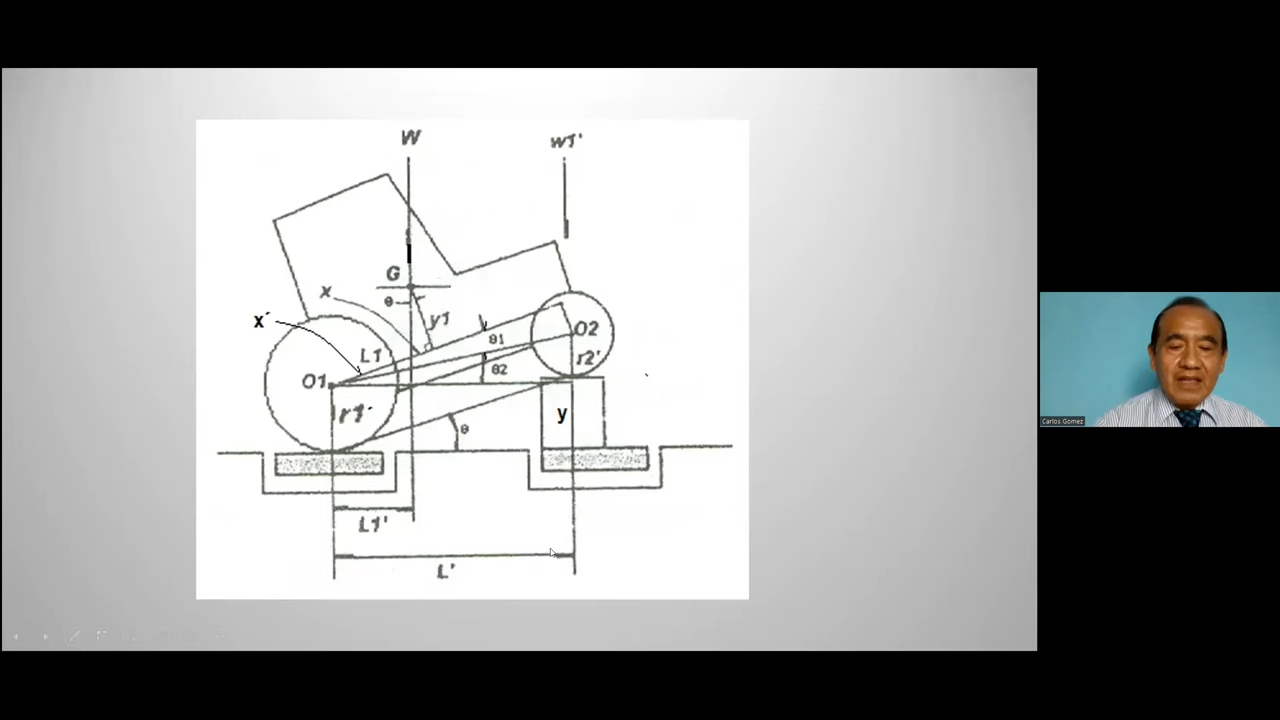 W
w1'
G
x
θ
y1
x´
θ1
O2
L1
r2'
θ2
O1
r1´
y
θ
L1'
L'
Carlos Gomez